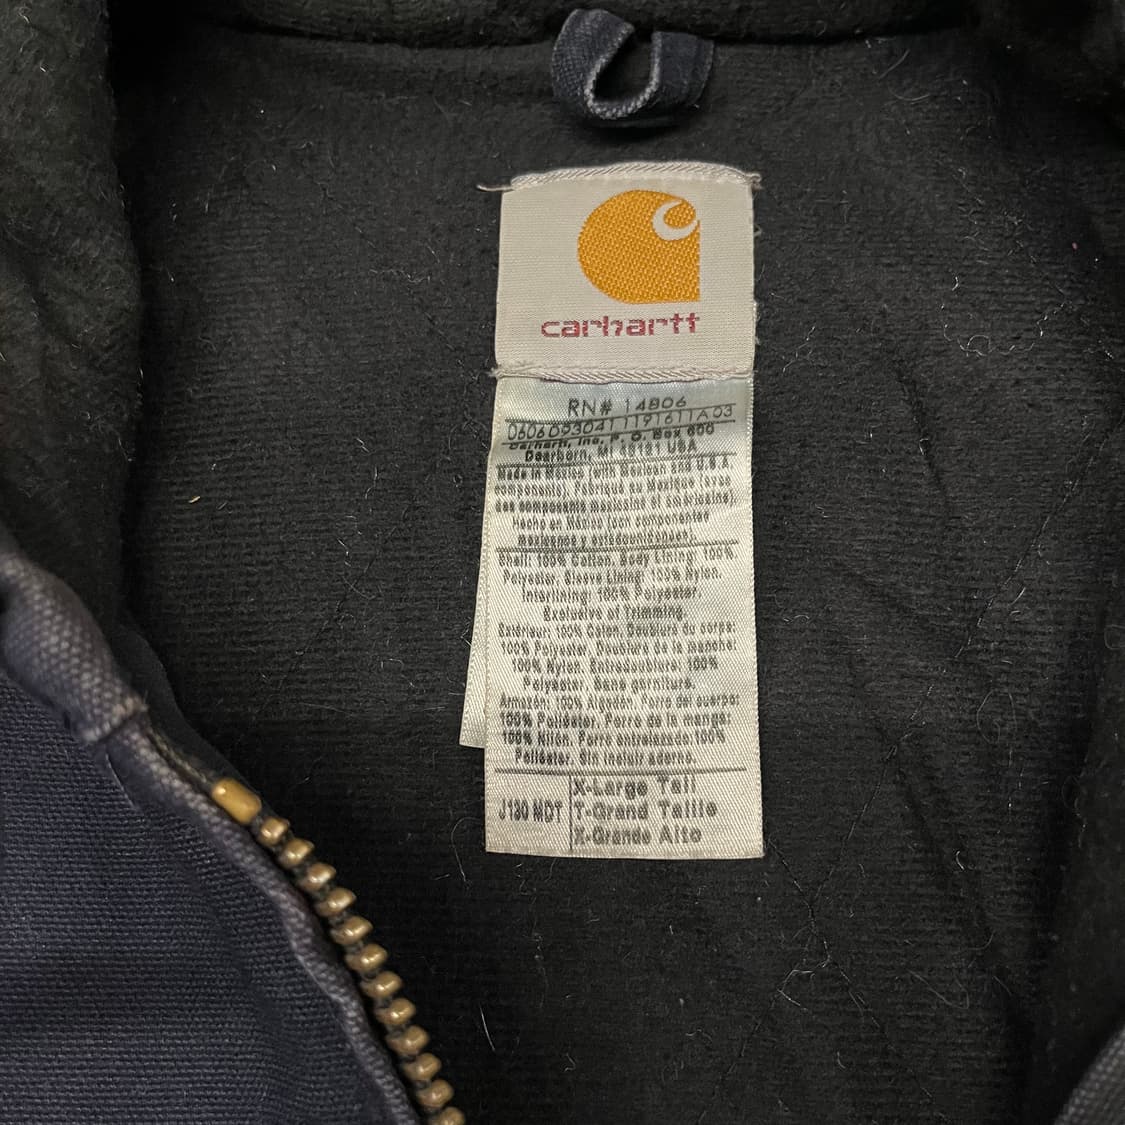 carhartt
RN# 14806
0606093041 1191611A03
Carhartt, Inc., P. O. Box 600
Dearborn, MI 48121 USA
Made in Mexico (with Mexican and U.S.A.
components). Fabriqué au Mexique (avec
des composants mexicains et américains).
Hecho en México (con componentes
mexicanos y estadounidenses).
Shell: 100% Cotton. Body Lining: 100%
Polyester. Sleeve Lining: 100% Nylon.
Interlining: 100% Polyester.
Exclusive of Trimming.
Extérieur: 100% Coton. Doublure du corps:
100% Polyester. Doublure de la manche:
100% Nylon. Entredoublure: 100%
Polyester. Sans garniture.
Armazón: 100% Algodón. Forro del cuerpo:
100% Poliéster. Forro de la manga:
100% Nilón. Forro entrelazado: 100%
Poliéster. Sin incluir adorno.
J130 MDT
X-Large Tall
T-Grand Taille
X-Grande Alto